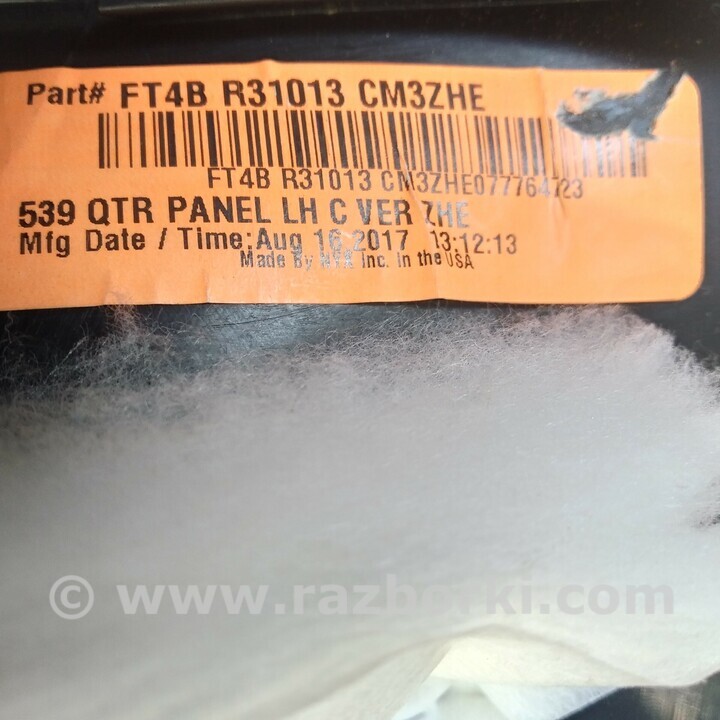 Part# FT4B R31013 CM3ZHE
FT4B R31013 CM3ZHE077764723
539 QTR PANEL LH C VER ZHE
Mfg Date / Time:Aug 16 2017 13:12:13
Made By Inc. In the USA
© www.razborki.com